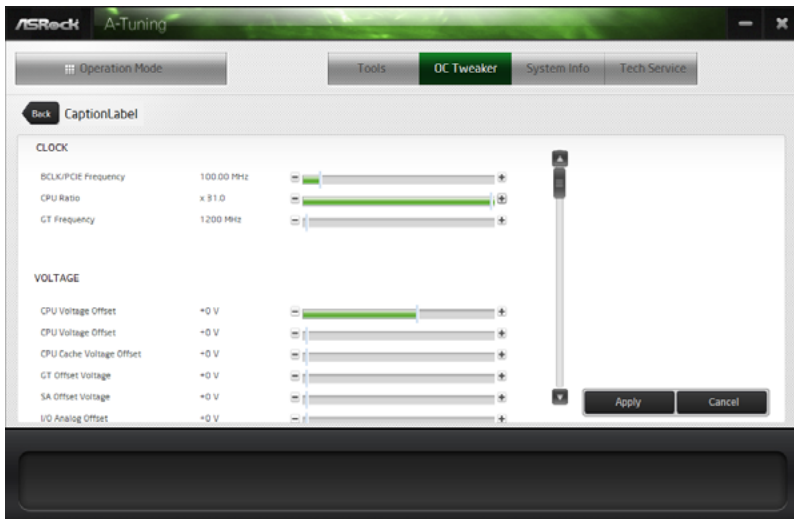 ASRock A-Tuning
Operation Mode
Tools OC Tweaker System Info Tech Service
Back CaptionLabel
CLOCK
BCLK/PCIE Frequency 100.00 MHz
CPU Ratio x 31.0
GT Frequency 1200 MHz
VOLTAGE
CPU Voltage Offset +0 V
CPU Voltage Offset +0 V
CPU Cache Voltage Offset +0 V
GT Offset Voltage +0 V
SA Offset Voltage +0 V
I/O Analog Offset +0 V
Apply Cancel